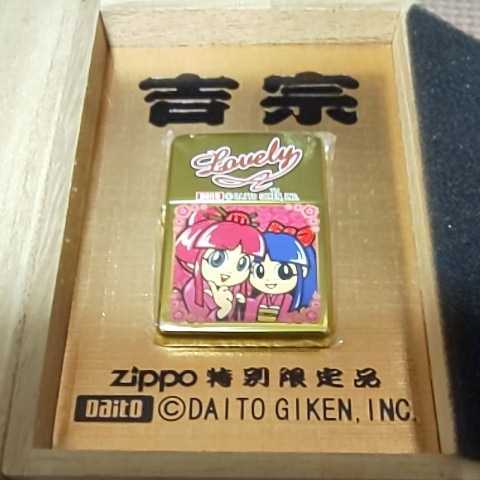 吉宗
Lovely
Zippo 特別限定品
Daito ©DAITO GIKEN, INC.